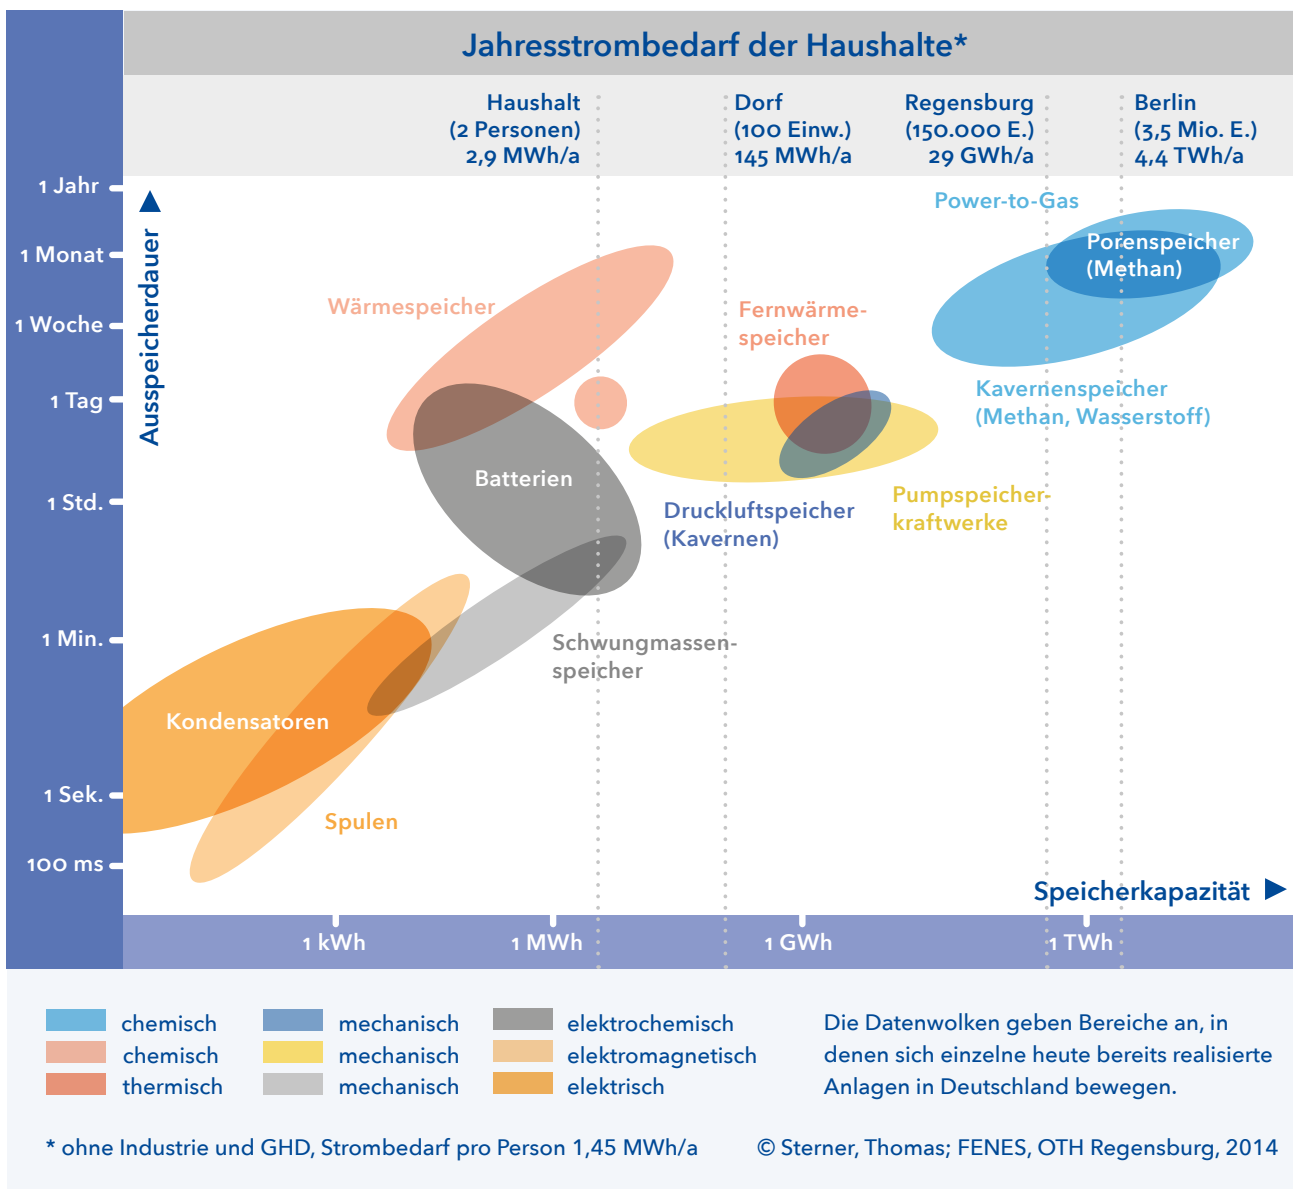 Jahresstrombedarf der Haushalte*
Haushalt
(2 Personen)
2,9 MWh/a
Dorf
(100 Einw.)
145 MWh/a
Regensburg
(150.000 E.)
29 GWh/a
Berlin
(3,5 Mio. E.)
4,4 TWh/a
Ausspeicherdauer
1 Jahr
1 Monat
1 Woche
1 Tag
1 Std.
1 Min.
1 Sek.
100 ms
Power-to-Gas
Porenspeicher
(Methan)
Wärmespeicher
Fernwärme-
speicher
Kavernenspeicher
(Methan, Wasserstoff)
Batterien
Druckluftspeicher
(Kavernen)
Pumpspeicher-
kraftwerke
Schwungmassen-
speicher
Kondensatoren
Spulen
Speicherkapazität
1 kWh
1 MWh
1 GWh
1 TWh
chemisch
chemisch
thermisch
mechanisch
mechanisch
mechanisch
elektrochemisch
elektromagnetisch
elektrisch
Die Datenwolken geben Bereiche an, in
denen sich einzelne heute bereits realisierte
Anlagen in Deutschland bewegen.
* ohne Industrie und GHD, Strombedarf pro Person 1,45 MWh/a
© Sterner, Thomas; FENES, OTH Regensburg, 2014